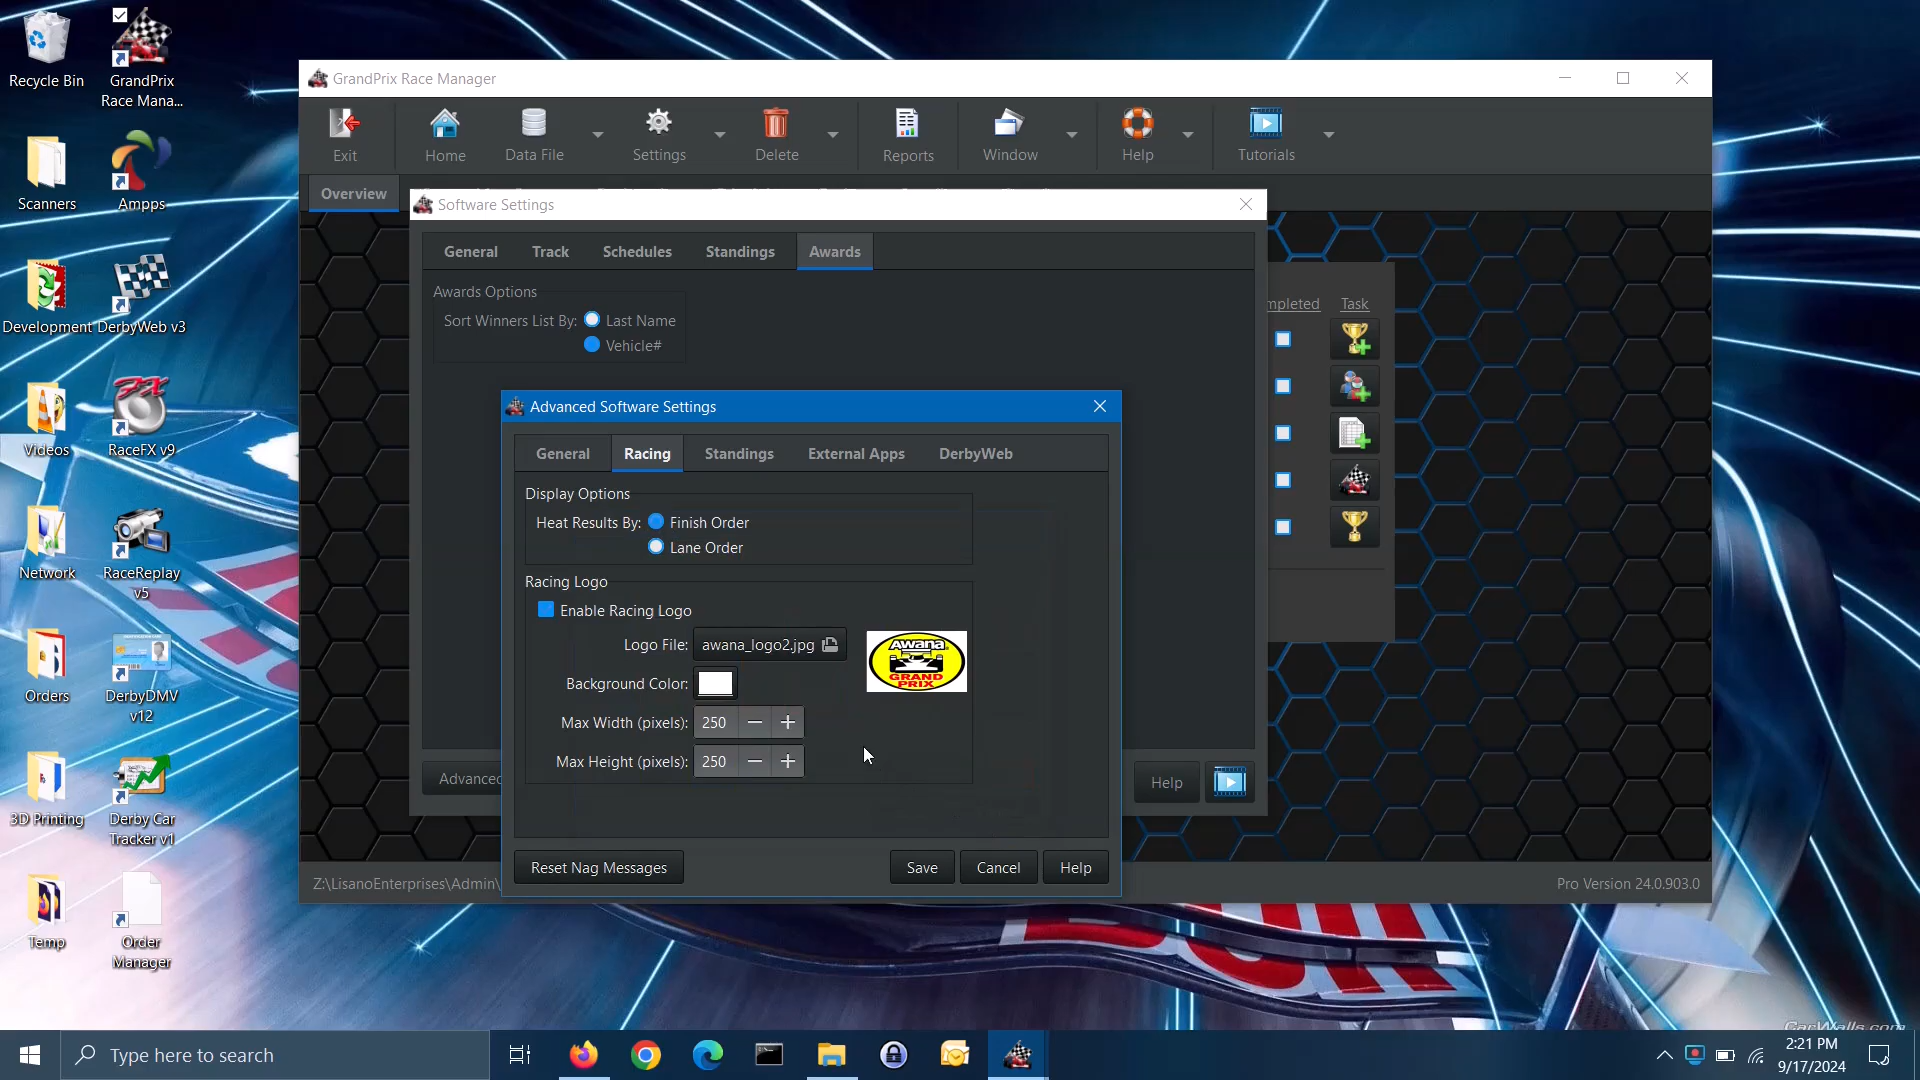 Recycle Bin
GrandPrix
Race Mana...
Scanners
Ampps
Development
DerbyWeb v3
Videos
RaceFX v9
Network
RaceReplay
v5
Orders
DerbyDMV
v12
3D Printing
Derby Car
Tracker v1
Temp
Order
Manager
GrandPrix Race Manager
Exit
Home
Data File
Settings
Delete
Reports
Window
Help
Tutorials
Overview
Software Settings
General
Track
Schedules
Standings
Awards
Awards Options
Sort Winners List By:
Last Name
Vehicle#
mpleted
Task
Advanced Software Settings
General
Racing
Standings
External Apps
DerbyWeb
Display Options
Heat Results By:
Finish Order
Lane Order
Racing Logo
Enable Racing Logo
Logo File:
awana_logo2.jpg
Awana
GRAND
PRIX
Background Color:
Max Width (pixels):
250
Max Height (pixels):
250
Advanced
Help
Reset Nag Messages
Save
Cancel
Help
Z:\LisanoEnterprises\Admin\
Pro Version 24.0.903.0
CarWalls.com
Type here to search
2:21 PM
9/17/2024